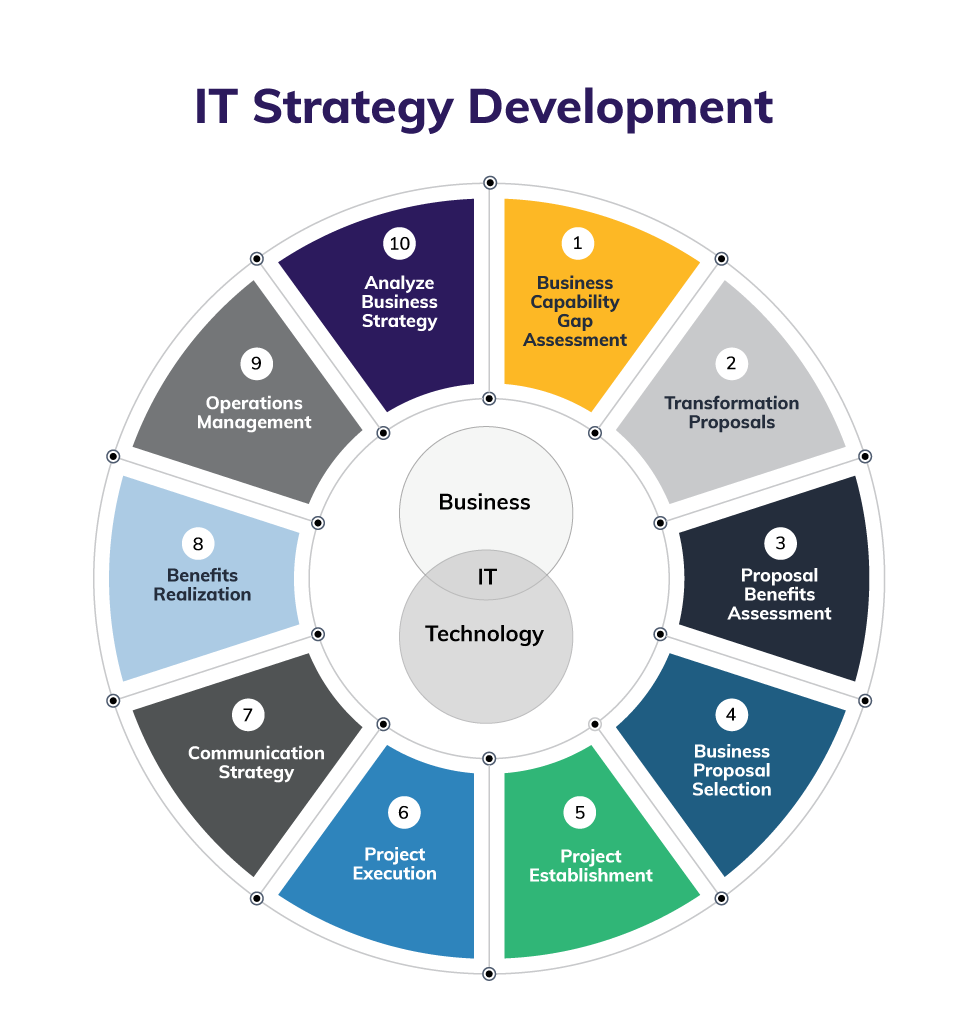 IT Strategy Development
1
Business
Capability
Gap
Assessment
2
Transformation
Proposals
3
Proposal
Benefits
Assessment
4
Business
Proposal
Selection
5
Project
Establishment
6
Project
Execution
7
Communication
Strategy
8
Benefits
Realization
9
Operations
Management
10
Analyze
Business
Strategy
Business
IT
Technology